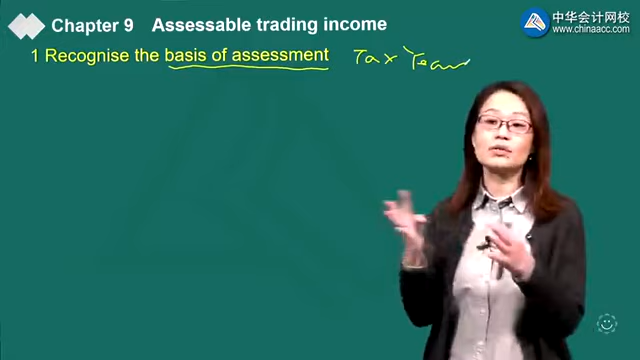 Chapter 9 Assessable trading income
中华会计网校
www.chinaacc.com
1 Recognise the basis of assessment Tax Year